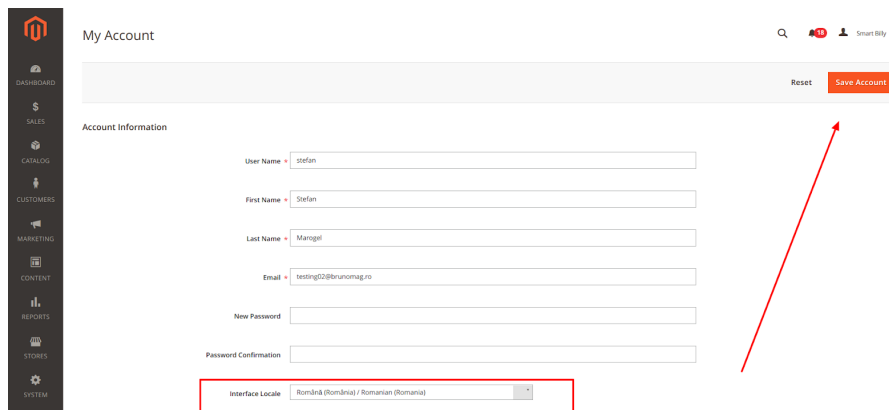 My Account
18
Smart Billy
DASHBOARD
Reset
Save Account
$
SALES
Account Information
CATALOG
User Name * stefan
CUSTOMERS
First Name * Stefan
MARKETING
Last Name * Marogel
CONTENT
Email * testing02@brunomag.ro
REPORTS
New Password
STORES
Password Confirmation
SYSTEM
Interface Locale Română (România) / Romanian (Romania)